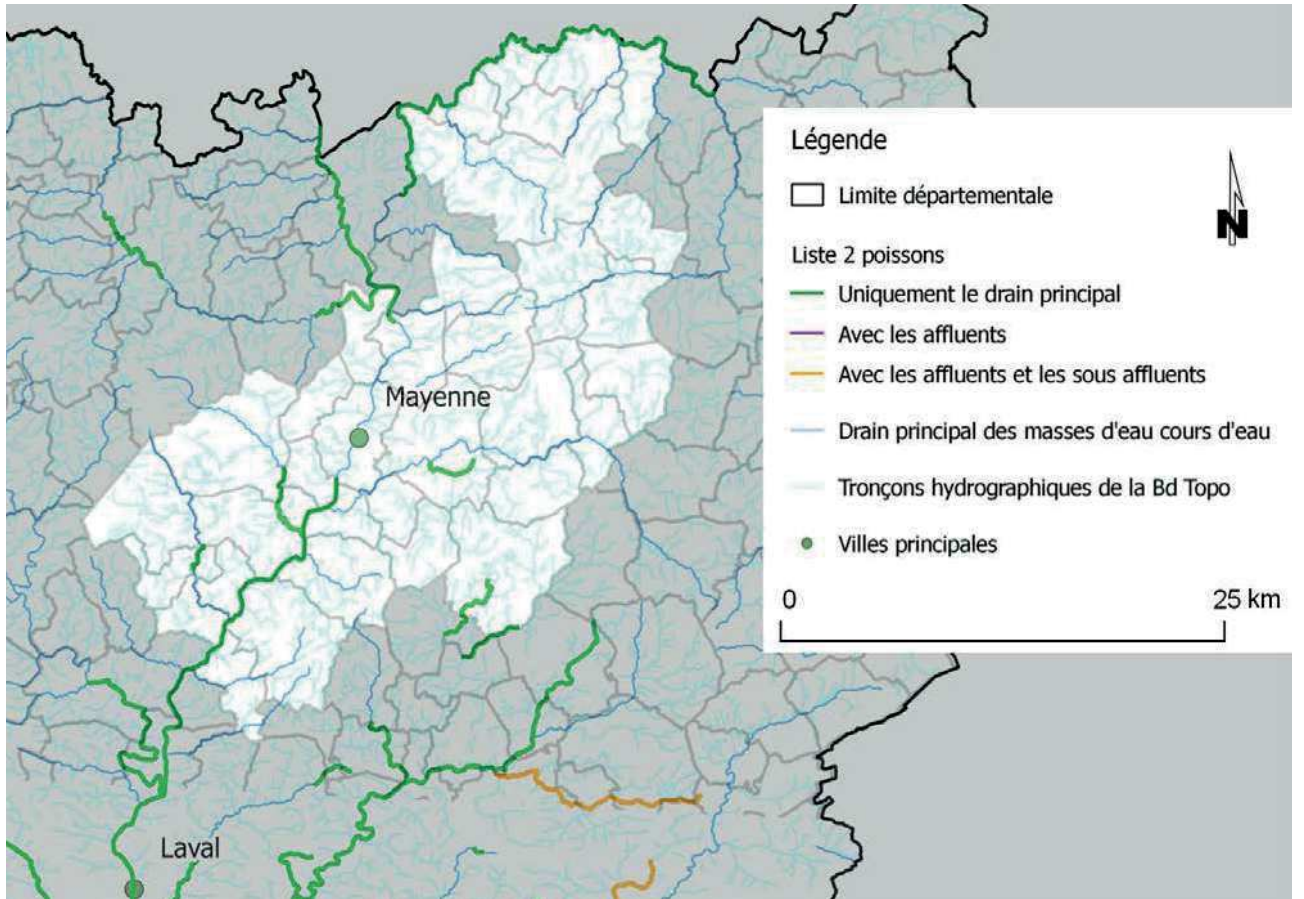 Légende
Limite départementale
N
Liste 2 poissons
Uniquement le drain principal
Avec les affluents
Avec les affluents et les sous affluents
Drain principal des masses d'eau cours d'eau
Tronçons hydrographiques de la Bd Topo
Villes principales
0 25 km
Mayenne
Laval